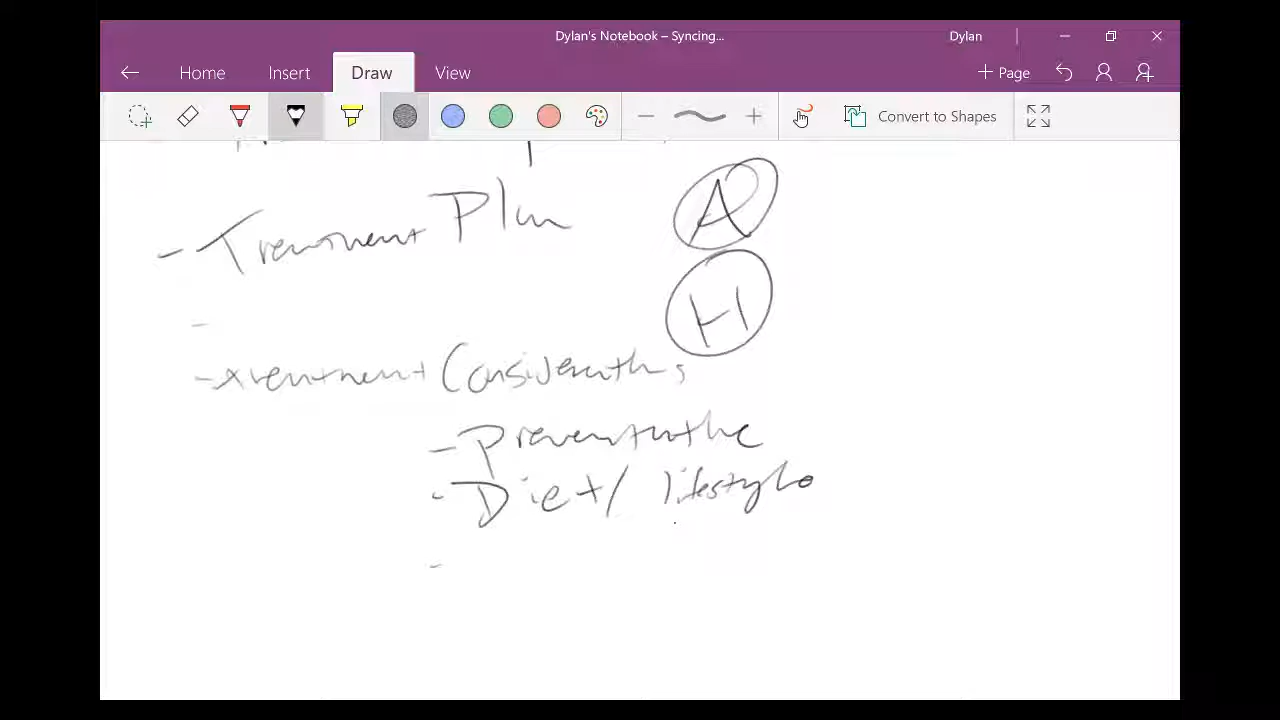 Dylan's Notebook – Syncing...
Dylan
Home Insert Draw View
+ Page
Convert to Shapes
- Treatment Plan
A
H
-
- treatment Considerations
- Preventative
- Diet / lifestyle
-